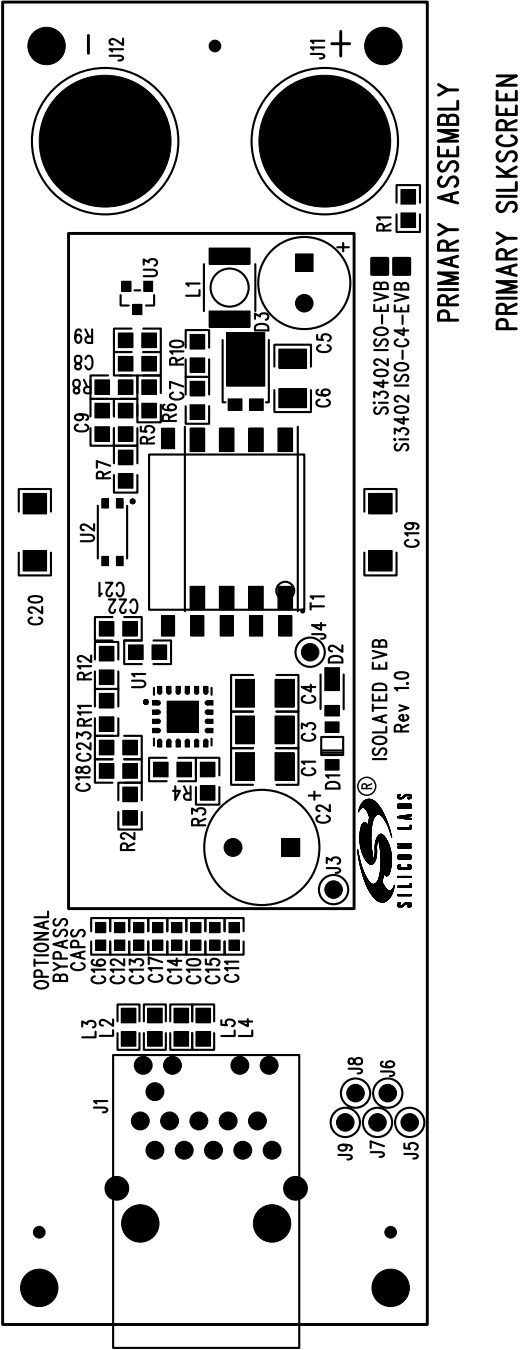 J12
−
J11
+
PRIMARY ASSEMBLY
PRIMARY SILKSCREEN
R1
U3
L1
+
C5
D3
Si3402 ISO-EVB
Si3402 ISO-C4-EVB
R9
C8
R8
C9
R10
C7
R6
R5
R7
C6
U2
C20
C19
C21
C22
T1
J4
D2
U1
R12
R11
C23
C18
C4
C3
C1
D1
ISOLATED EVB
Rev 1.0
R4
R3
R2
C2
+
J3
®
SILICON LABS
OPTIONAL
BYPASS
CAPS
C16
C12
C13
C17
C14
C10
C15
C11
L3
L2
L5
L4
J1
J8
J6
J9
J7
J5